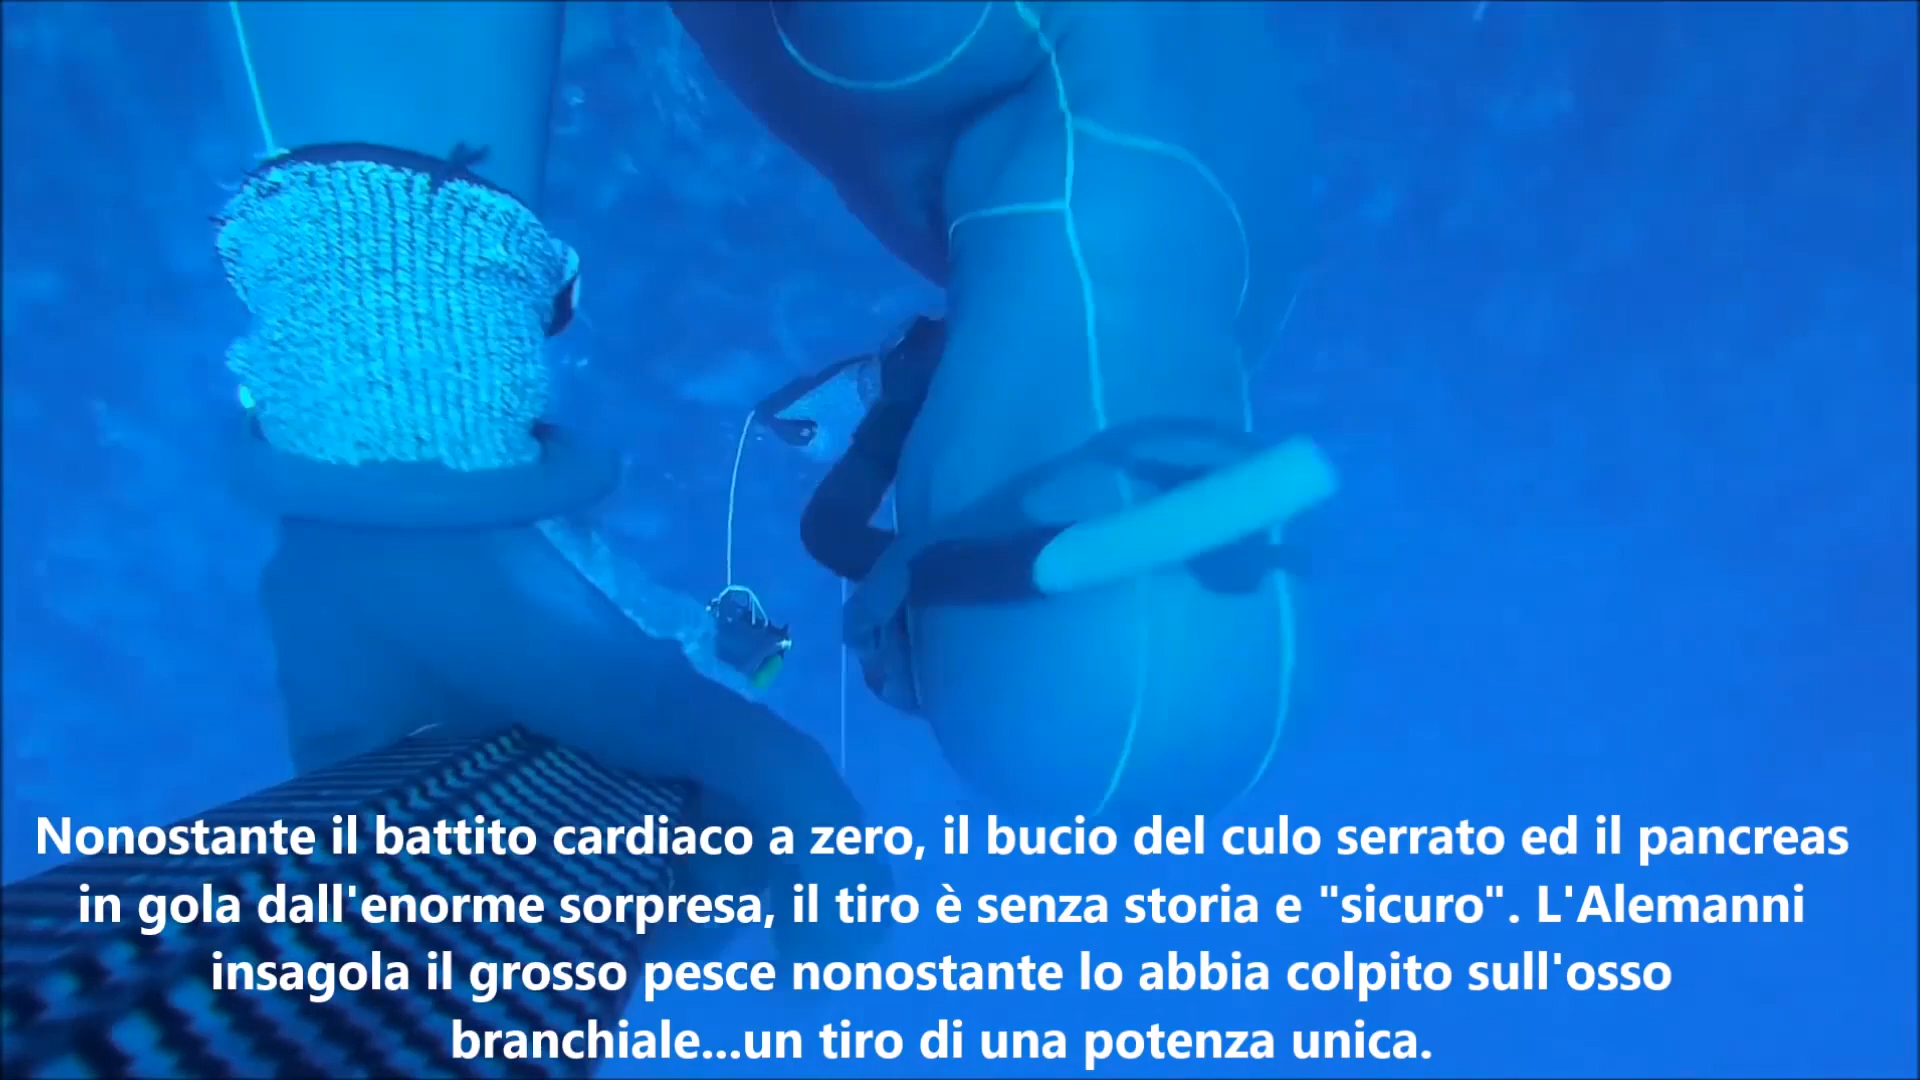 Nonostante il battito cardiaco a zero, il bucio del culo serrato ed il pancreas
in gola dall'enorme sorpresa, il tiro è senza storia e "sicuro". L'Alemanni
insagola il grosso pesce nonostante lo abbia colpito sull'osso
branchiale...un tiro di una potenza unica.